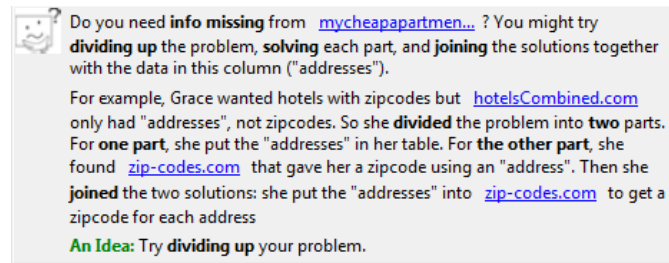 Do you need info missing from mycheapapartmen... ? You might try
dividing up the problem, solving each part, and joining the solutions together
with the data in this column ("addresses").
For example, Grace wanted hotels with zipcodes but hotelsCombined.com
only had "addresses", not zipcodes. So she divided the problem into two parts.
For one part, she put the "addresses" in her table. For the other part, she
found zip-codes.com that gave her a zipcode using an "address". Then she
joined the two solutions: she put the "addresses" into zip-codes.com to get a
zipcode for each address
An Idea: Try dividing up your problem.